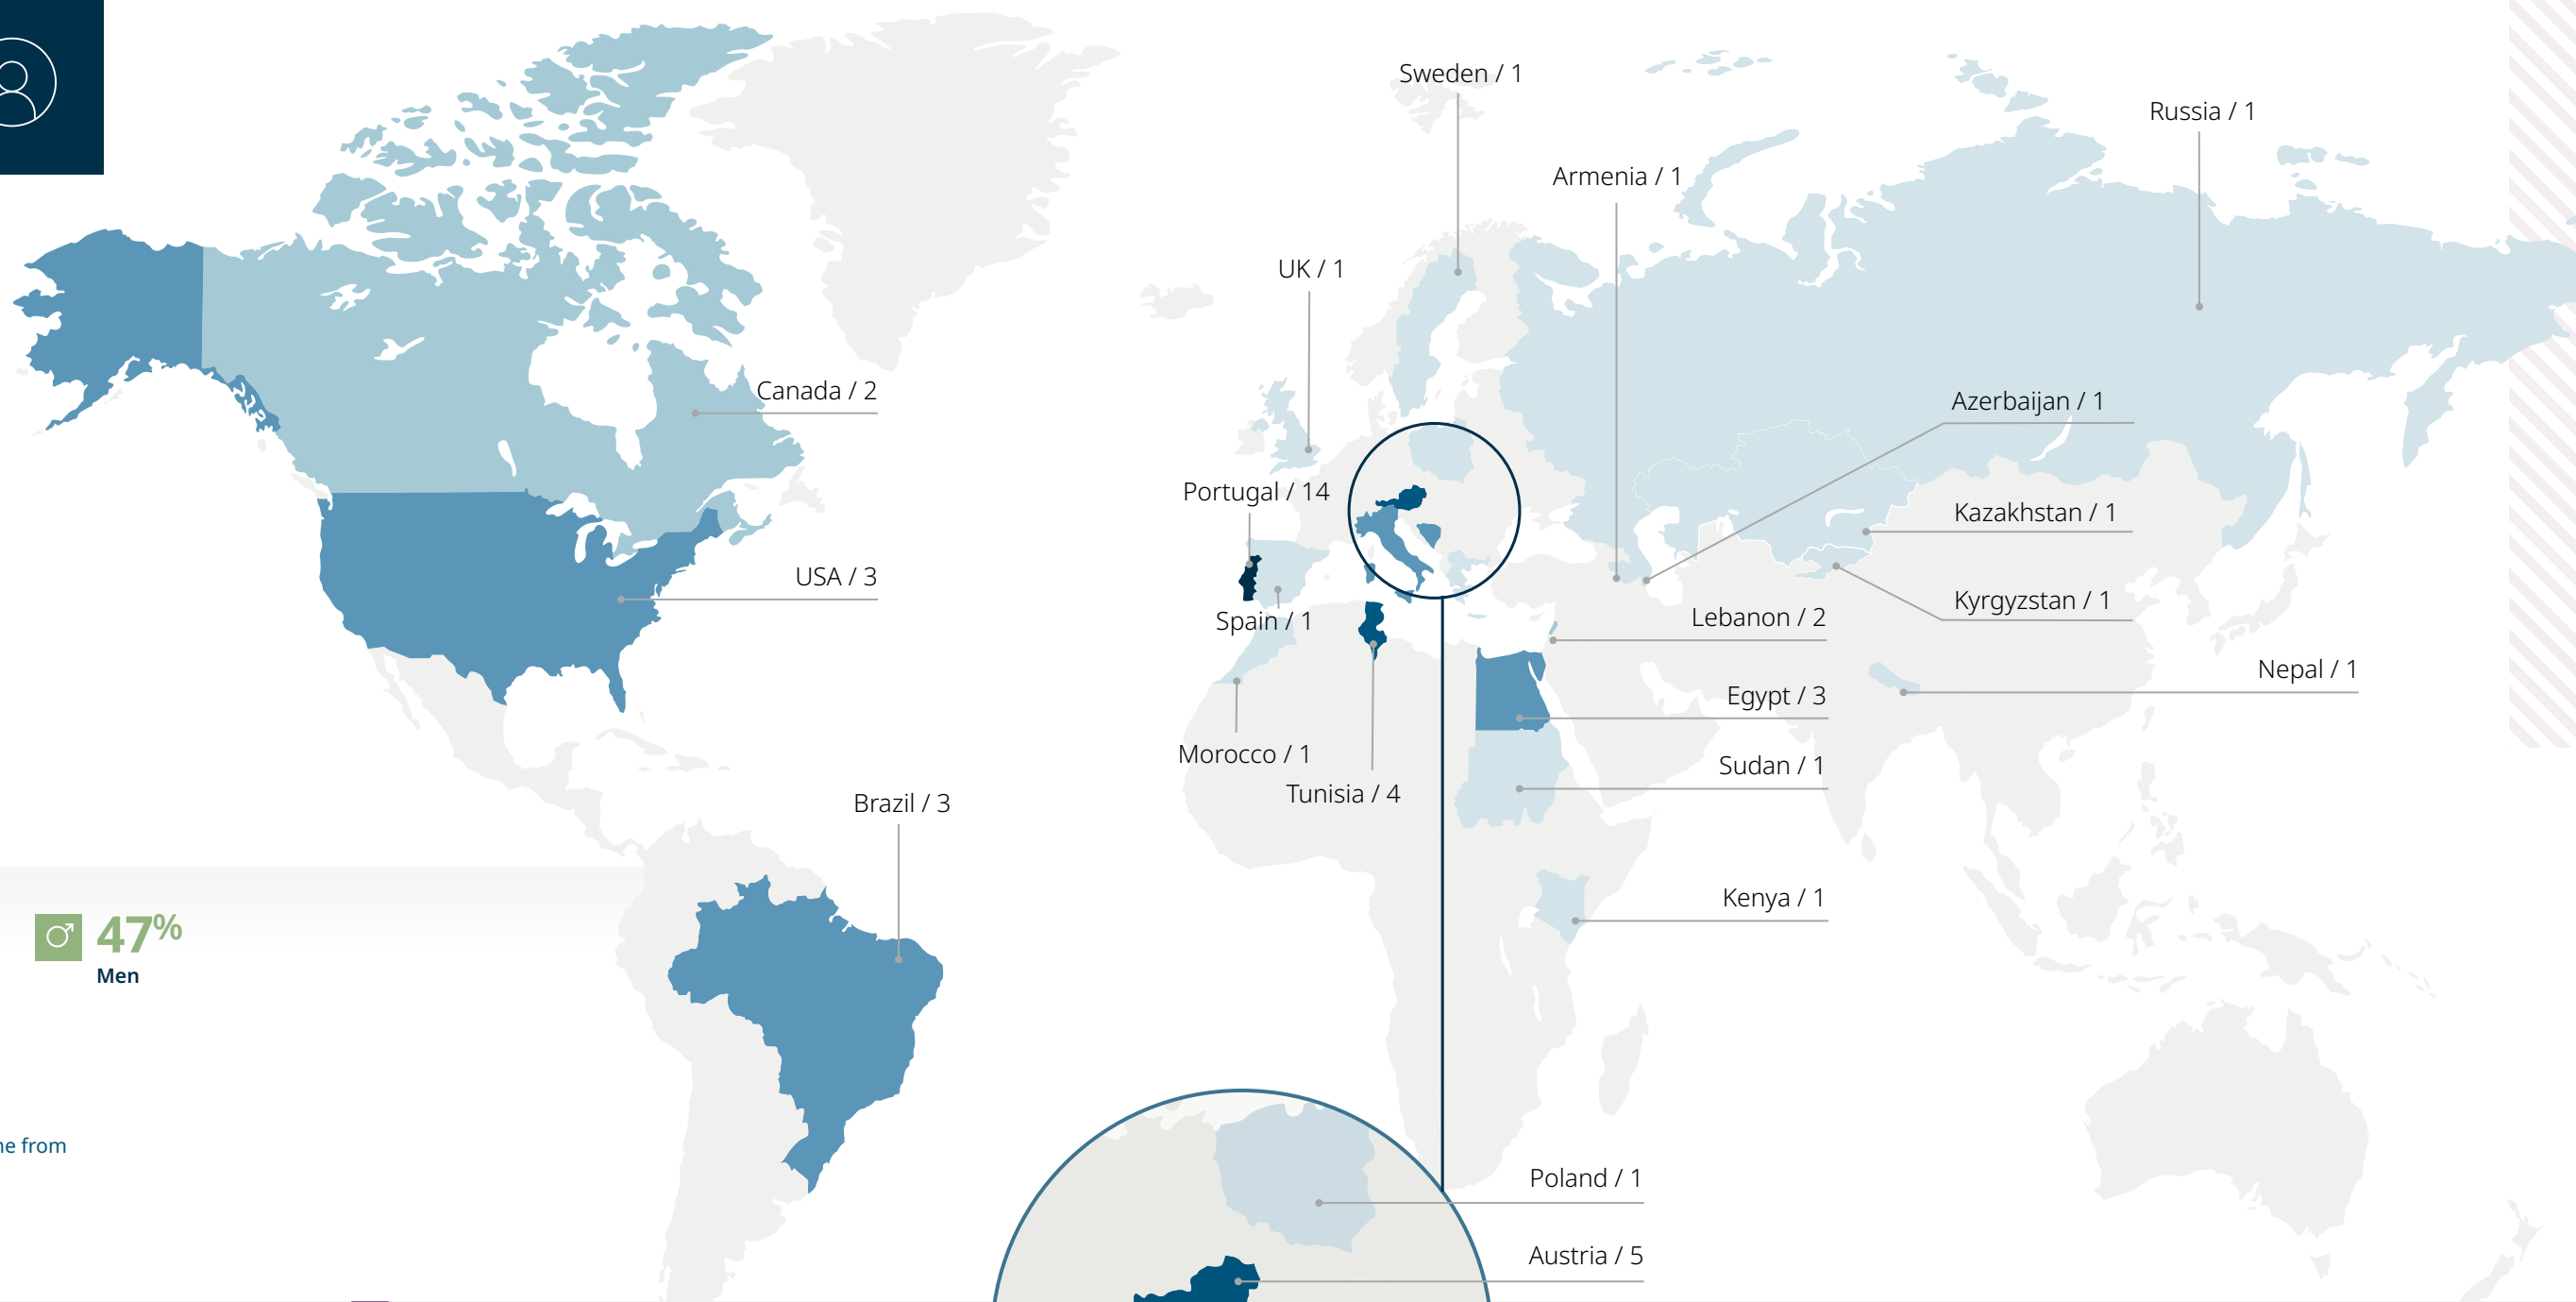 Sweden / 1
Russia / 1
Armenia / 1
UK / 1
Canada / 2
Azerbaijan / 1
Portugal / 14
Kazakhstan / 1
USA / 3
Kyrgyzstan / 1
Spain / 1
Lebanon / 2
Nepal / 1
Egypt / 3
Morocco / 1
Sudan / 1
Tunisia / 4
Brazil / 3
Kenya / 1
47%
Men
ne from
Poland / 1
Austria / 5